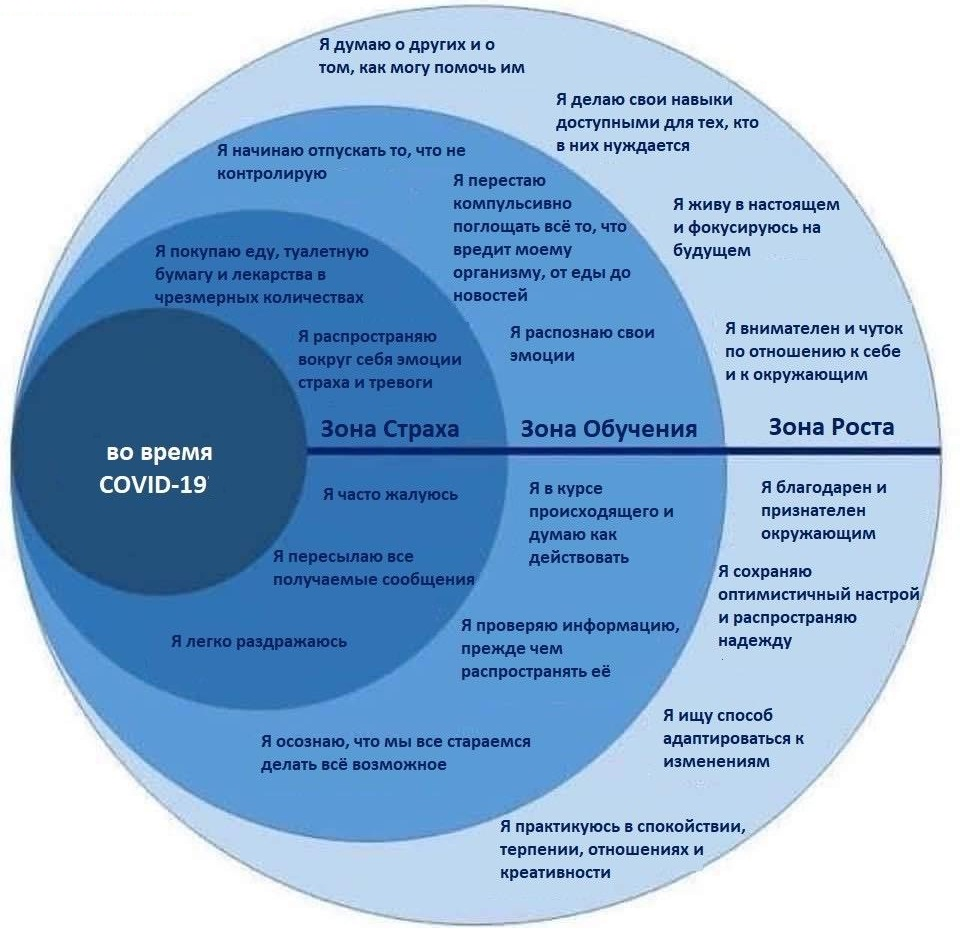 Я думаю о других и о
том, как могу помочь им
Я делаю свои навыки
доступными для тех, кто
в них нуждается
Я начинаю отпускать то, что не
контролирую
Я перестаю
компульсивно
поглощать всё то, что
вредит моему
организму, от еды до
новостей
Я живу в настоящем
и фокусируюсь на
будущем
Я покупаю еду, туалетную
бумагу и лекарства в
чрезмерных количествах
Я распространяю
вокруг себя эмоции
страха и тревоги
Я распознаю свои
эмоции
Я внимателен и чуток
по отношению к себе
и к окружающим
Зона Страха
Зона Обучения
Зона Роста
во время
COVID-19
Я часто жалуюсь
Я в курсе
происходящего и
думаю как
действовать
Я благодарен и
признателен
окружающим
Я пересылаю все
получаемые сообщения
Я сохраняю
оптимистичный настрой
и распространяю
надежду
Я легко раздражаюсь
Я проверяю информацию,
прежде чем
распространять её
Я осознаю, что мы все стараемся
делать всё возможное
Я ищу способ
адаптироваться к
изменениям
Я практикуюсь в спокойствии,
терпении, отношениях и
креативности